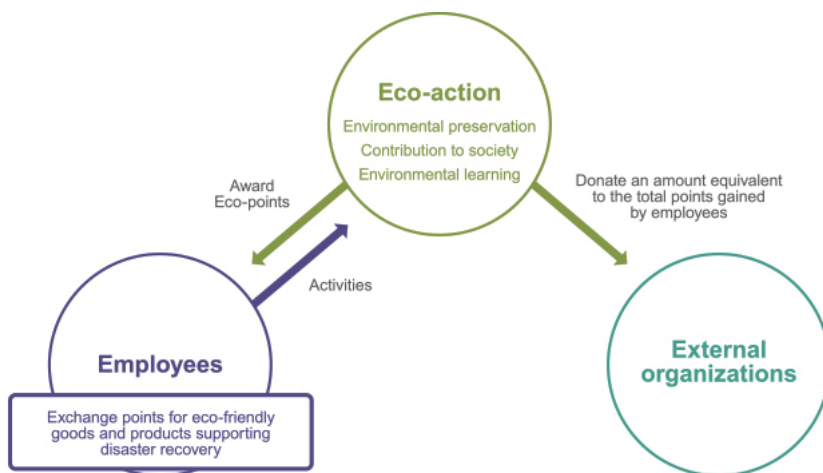 Eco-action
Environmental preservation
Contribution to society
Environmental learning
Award
Eco-points
Donate an amount equivalent
to the total points gained
by employees
Activities
Employees
Exchange points for eco-friendly
goods and products supporting
disaster recovery
External
organizations